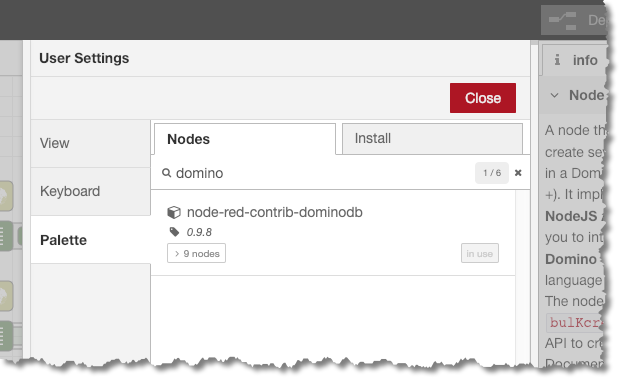 De
User Settings
i info
Close
Node
View
Nodes
Install
A node th
create se
domino
1 / 6
in a Dom
Keyboard
+). It impl
node-red-contrib-dominodb
NodeJS
0.9.8
you to int
Palette
> 9 nodes
in use
Domino
language
The node
bulKcr
API to cr
Documen